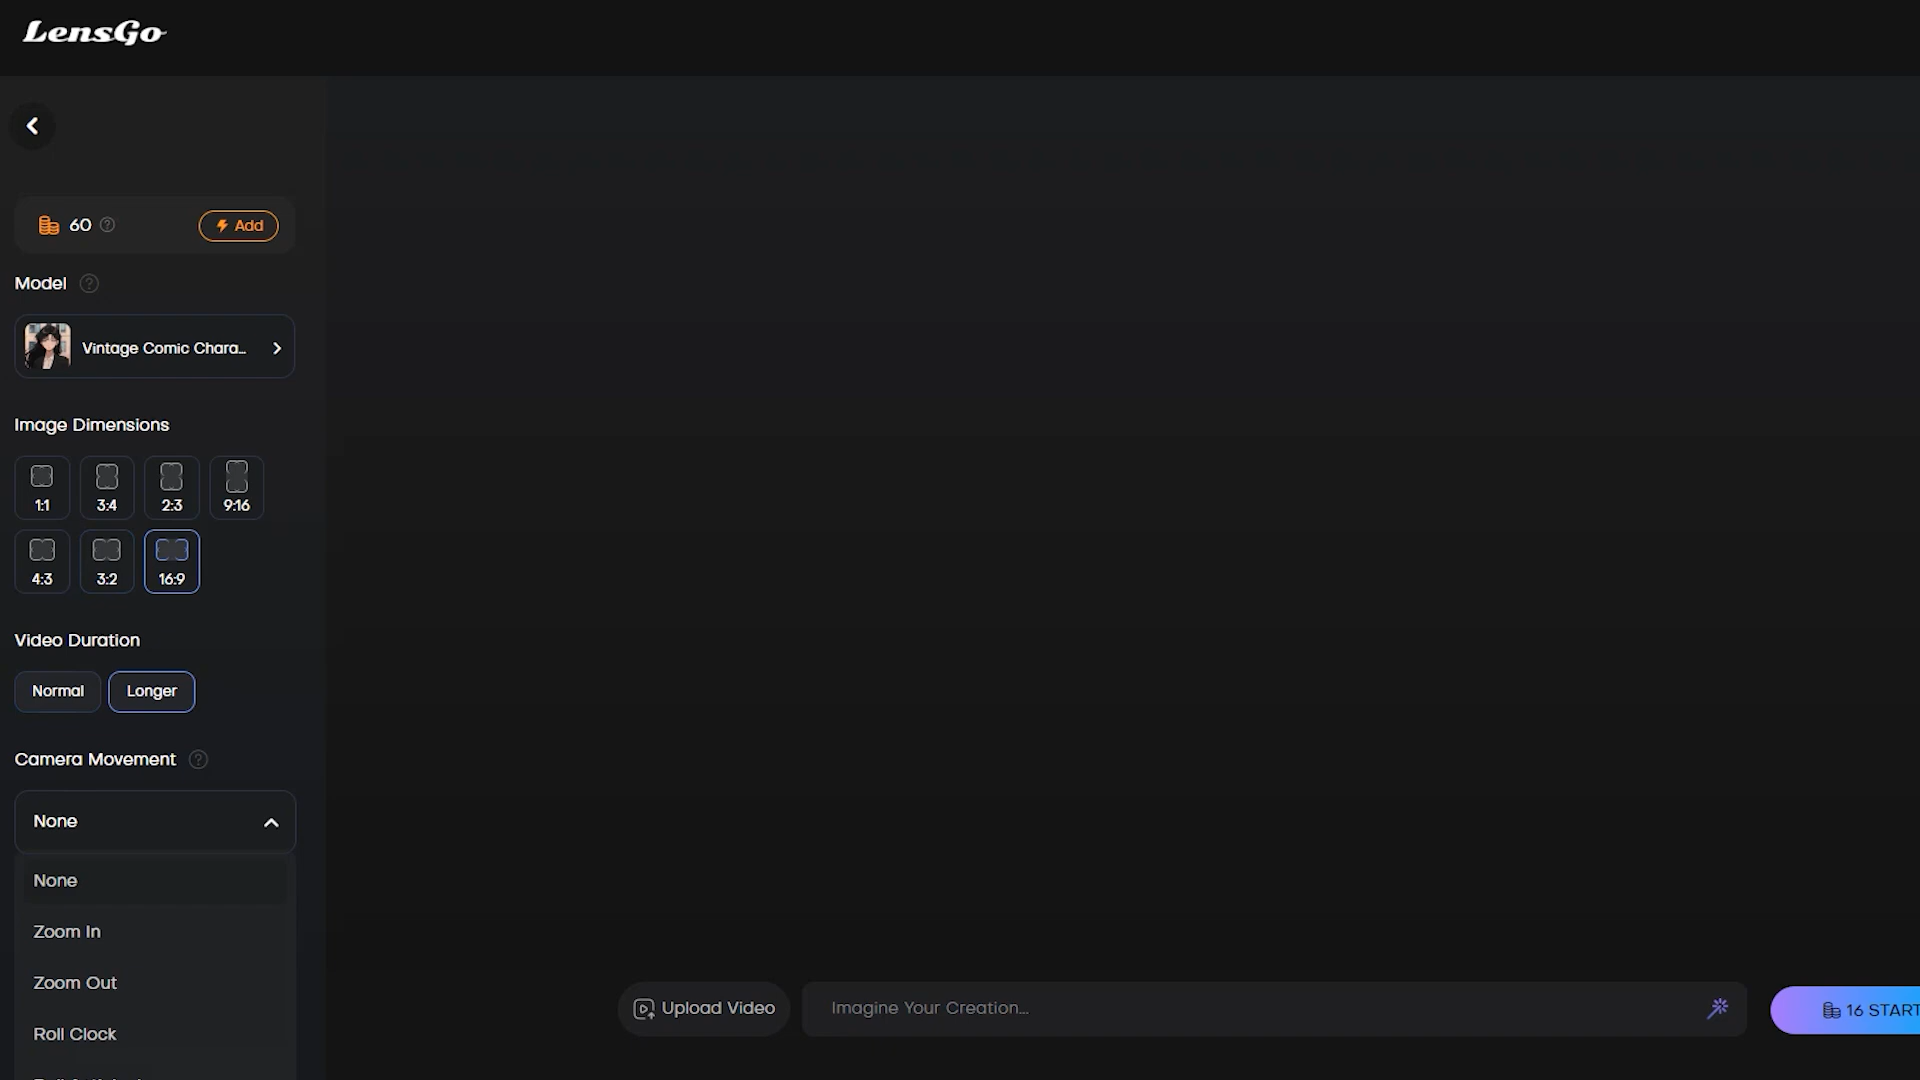 LensGo
60
Add
Model
Vintage Comic Chara...
Image Dimensions
1:1
3:4
2:3
9:16
4:3
3:2
16:9
Video Duration
Normal
Longer
Camera Movement
None
None
Zoom In
Zoom Out
Roll Clock
Upload Video
Imagine Your Creation...
16 START